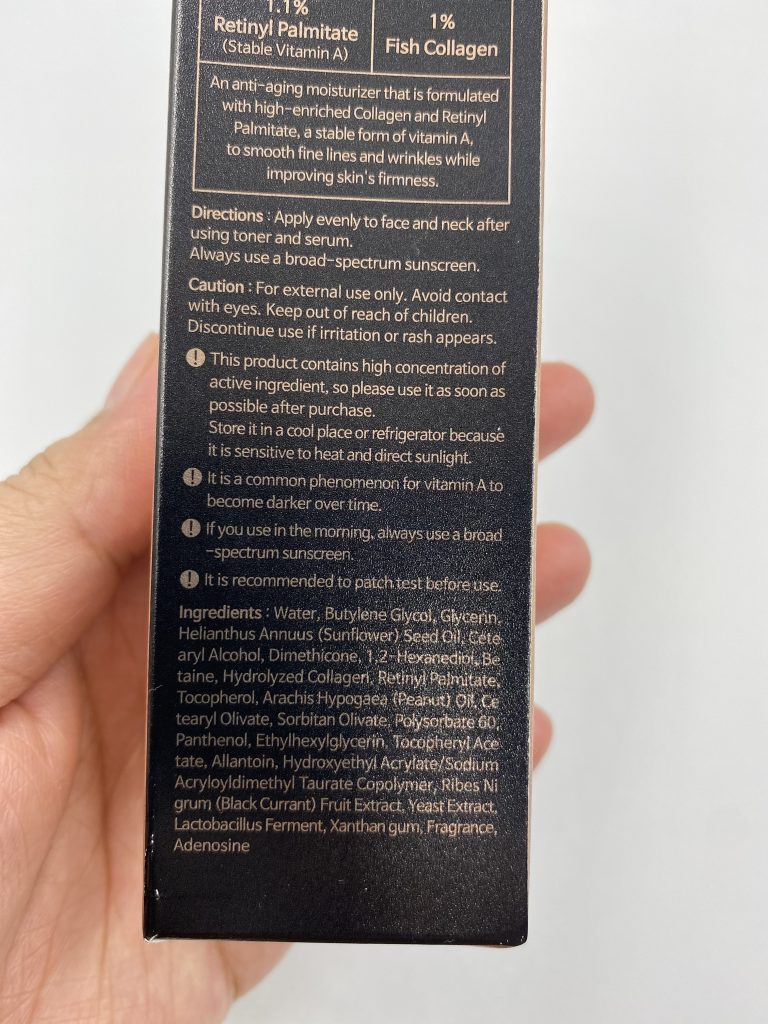 1.1%
Retinyl Palmitate
(Stable Vitamin A)
1%
Fish Collagen
An anti-aging moisturizer that is formulated
with high-enriched Collagen and Retinyl
Palmitate, a stable form of vitamin A,
to smooth fine lines and wrinkles while
improving skin's firmness.
Directions : Apply evenly to face and neck after
using toner and serum.
Always use a broad-spectrum sunscreen.
Caution : For external use only. Avoid contact
with eyes. Keep out of reach of children.
Discontinue use if irritation or rash appears.
! This product contains high concentration of
active ingredient, so please use it as soon as
possible after purchase.
Store it in a cool place or refrigerator because
it is sensitive to heat and direct sunlight.
! It is a common phenomenon for vitamin A to
become darker over time.
! If you use in the morning, always use a broad
-spectrum sunscreen.
! It is recommended to patch test before use.
Ingredients : Water, Butylene Glycol, Glycerin,
Helianthus Annuus (Sunflower) Seed Oil, Cete
aryl Alcohol, Dimethicone, 1,2-Hexanediol, Be
taine, Hydrolyzed Collagen, Retinyl Palmitate,
Tocopherol, Arachis Hypogaea (Peanut) Oil, Ce
tearyl Olivate, Sorbitan Olivate, Polysorbate 60,
Panthenol, Ethylhexylglycerin, Tocopheryl Ace
tate, Allantoin, Hydroxyethyl Acrylate/Sodium
Acryloyldimethyl Taurate Copolymer, Ribes Ni
grum (Black Currant) Fruit Extract, Yeast Extract,
Lactobacillus Ferment, Xanthan gum, Fragrance,
Adenosine